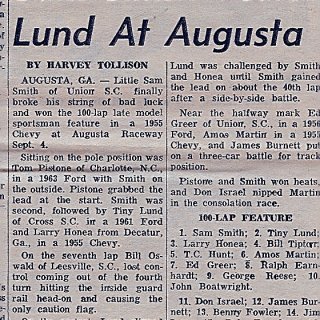 Lund At Augusta
BY HARVEY TOLLISON
AUGUSTA, GA. — Little Sam
Smith of Union S.C. finally
broke his string of bad luck
and won the 100-lap late model
sportsman feature in a 1955
Chevy at Augusta Raceway
Sept. 4.
Sitting on the pole position was
Tom Pistone of Charlotte, N.C.,
in a 1962 Ford with Smith on
the outside. Pistone grabbed the
lead at the start. Smith was
second, followed by Tiny Lund
of Cross S.C. in a 1961 Ford
and Larry Honea from Decatur,
Ga., in a 1955 Chevy.
On the seventh lap Bill Os-
wald of Leesville, S.C., lost con-
trol coming out of the fourth
turn hitting the inside guard
rail head-on and causing the
only caution flag.
Lund was challenged by Smith
and Honea until Smith gained
the lead on about the 40th lap
after a side-by-side battle.
Near the halfway mark Ed
Greer of Union, S.C., in a 1956
Ford, Amos Martin in a 1955
Chevy, and James Burnett put
on a three-car battle for track
position.
Pistone and Smith won heats,
and Don Israel nipped Martin
in the consolation race.
100-LAP FEATURE
1. Sam Smith; 2. Tiny Lund;
3. Larry Honea; 4. Bill Tipton;
5. T.C. Hunt; 6. Amos Martin;
7. Ed Greer; 8. Ralph Earn-
hardt; 9. George Reese; 10.
John Boatwright.
11. Don Israel; 12. James Bur-
nett; 13. Benny Fowler; 14. Jim